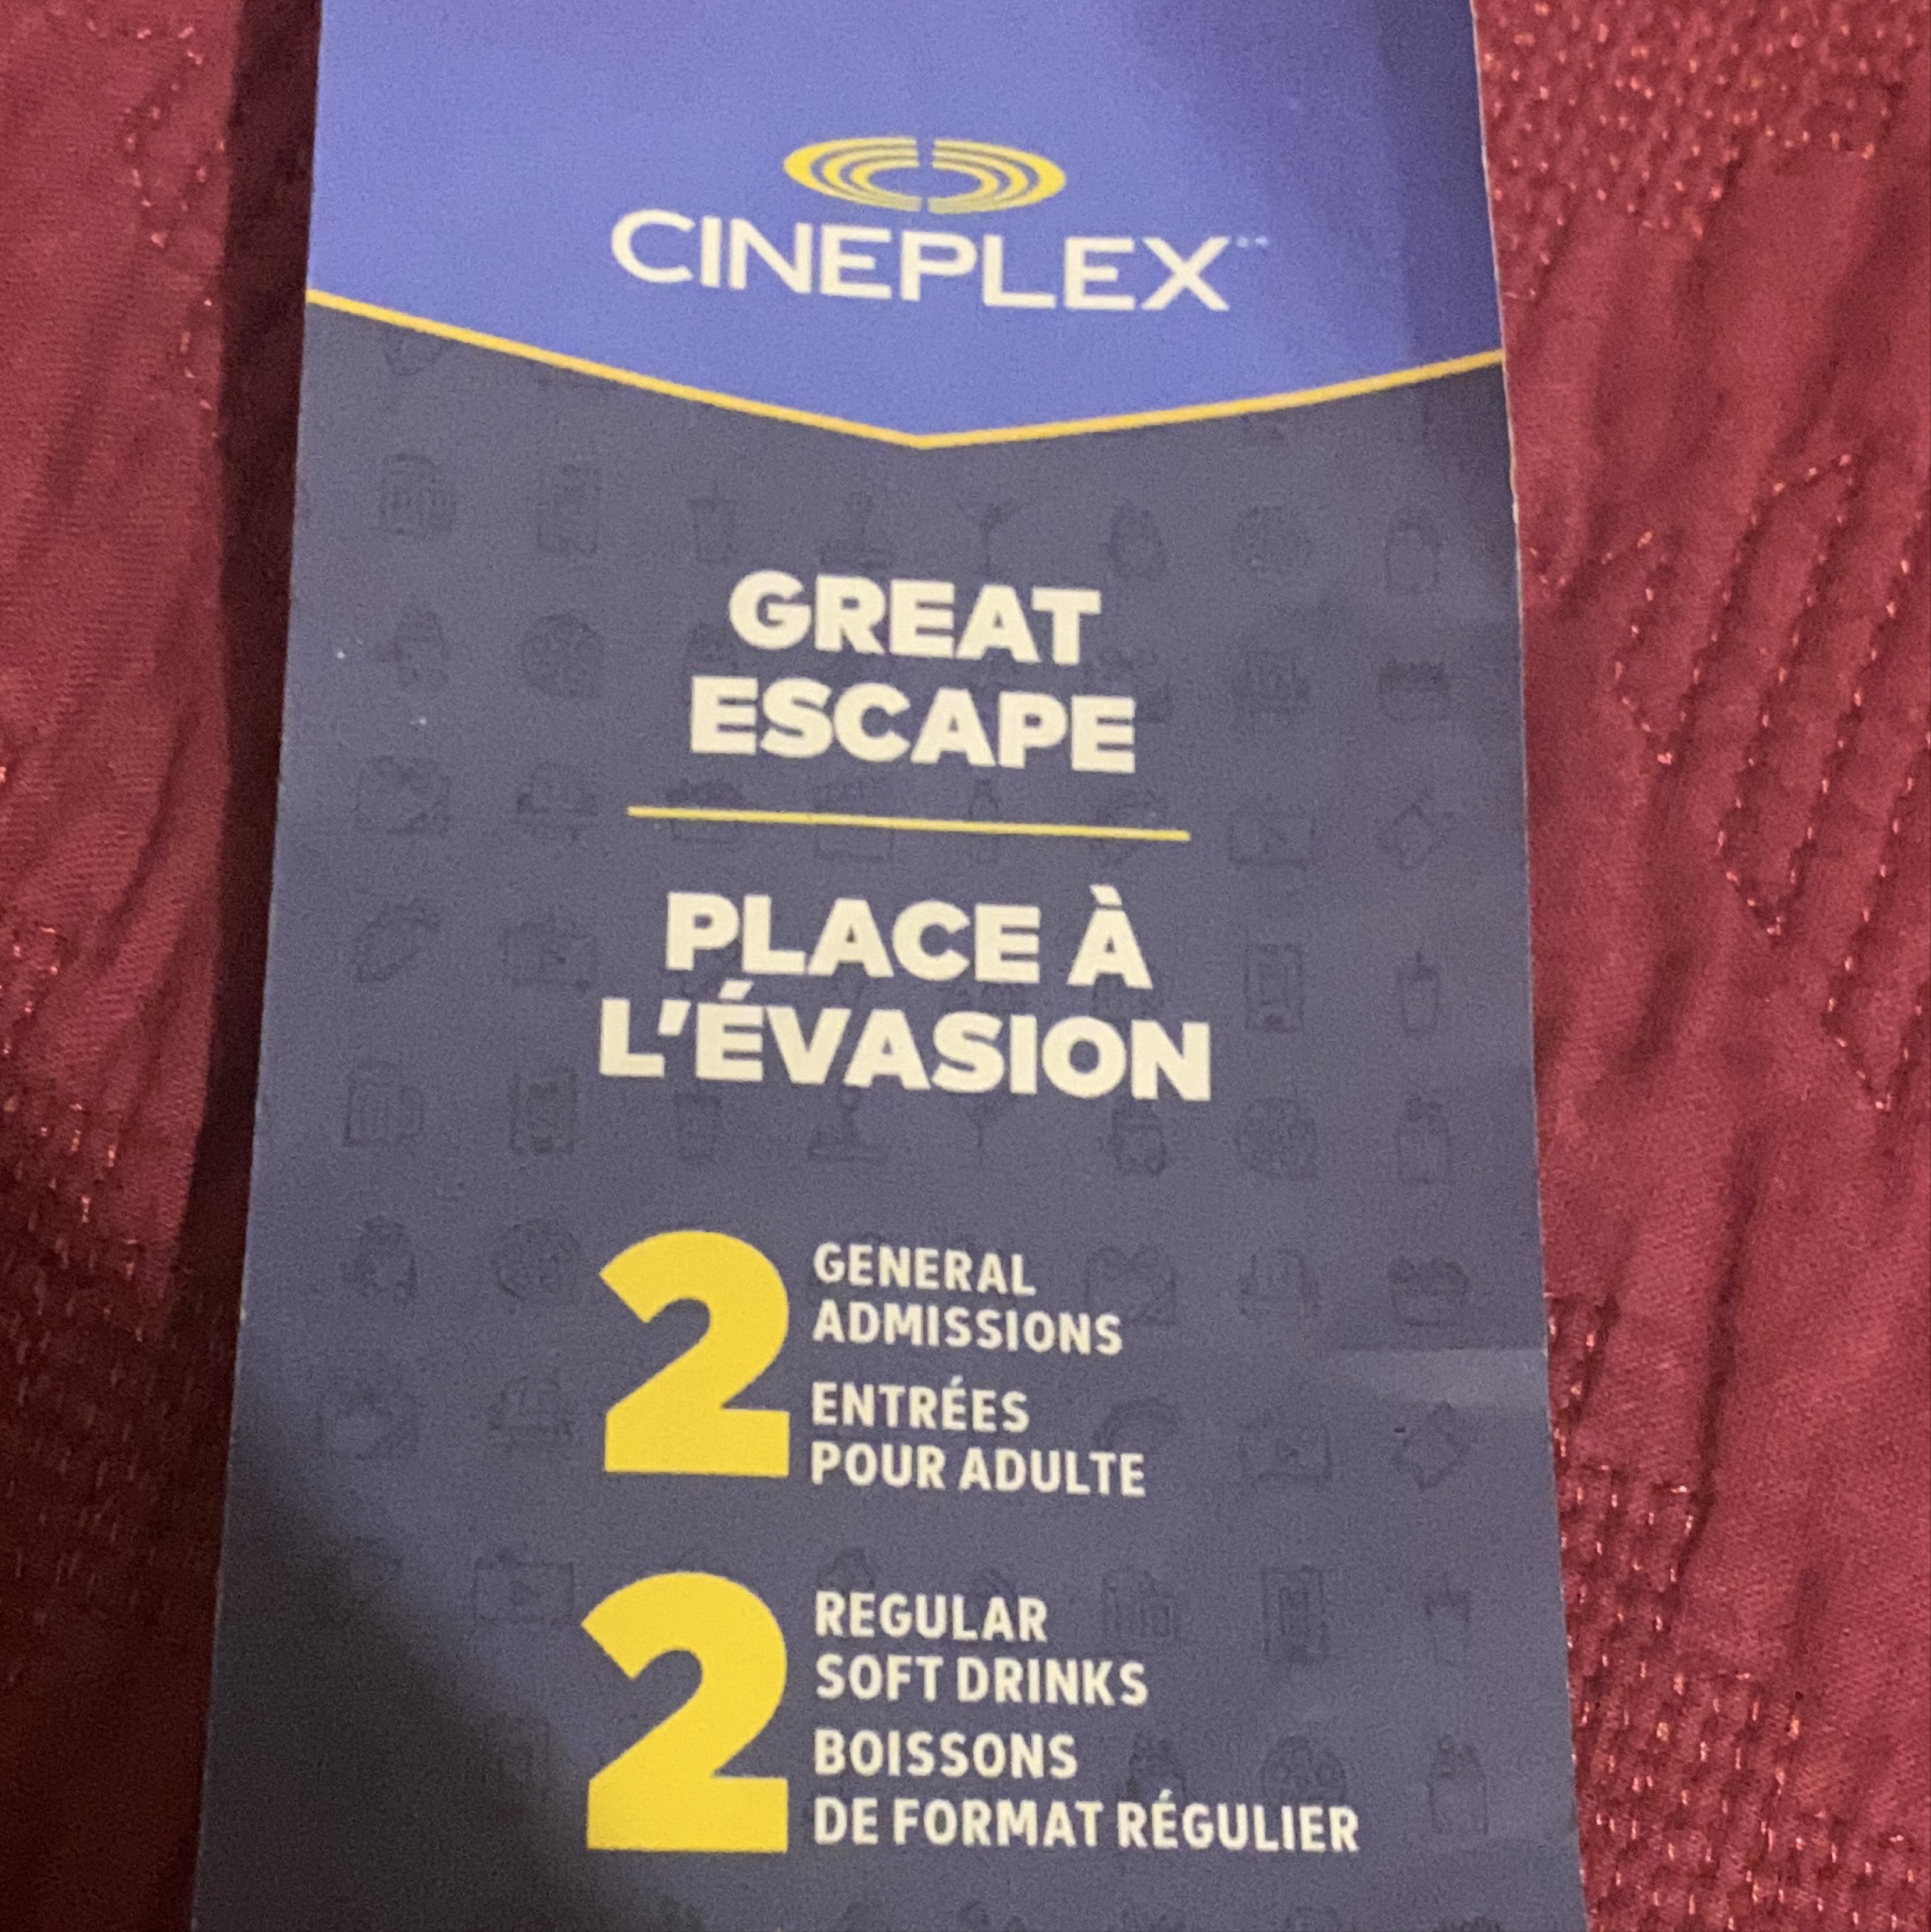 CINEPLEX
GREAT
ESCAPE
PLACE À
L'ÉVASION
2 GENERAL
ADMISSIONS
ENTRÉES
POUR ADULTE
2 REGULAR
SOFT DRINKS
BOISSONS
DE FORMAT RÉGULIER